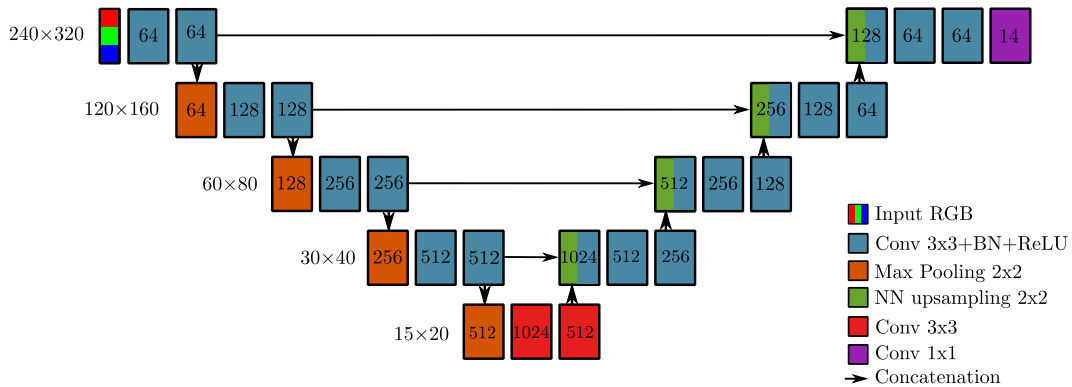 240×320 64 64 128 64 64 14
120×160 64 128 128 256 128 64
60×80 128 256 256 512 256 128
30×40 256 512 512 1024 512 256
15×20 512 1024 512
Input RGB
Conv 3x3+BN+ReLU
Max Pooling 2x2
NN upsampling 2x2
Conv 3x3
Conv 1x1
Concatenation